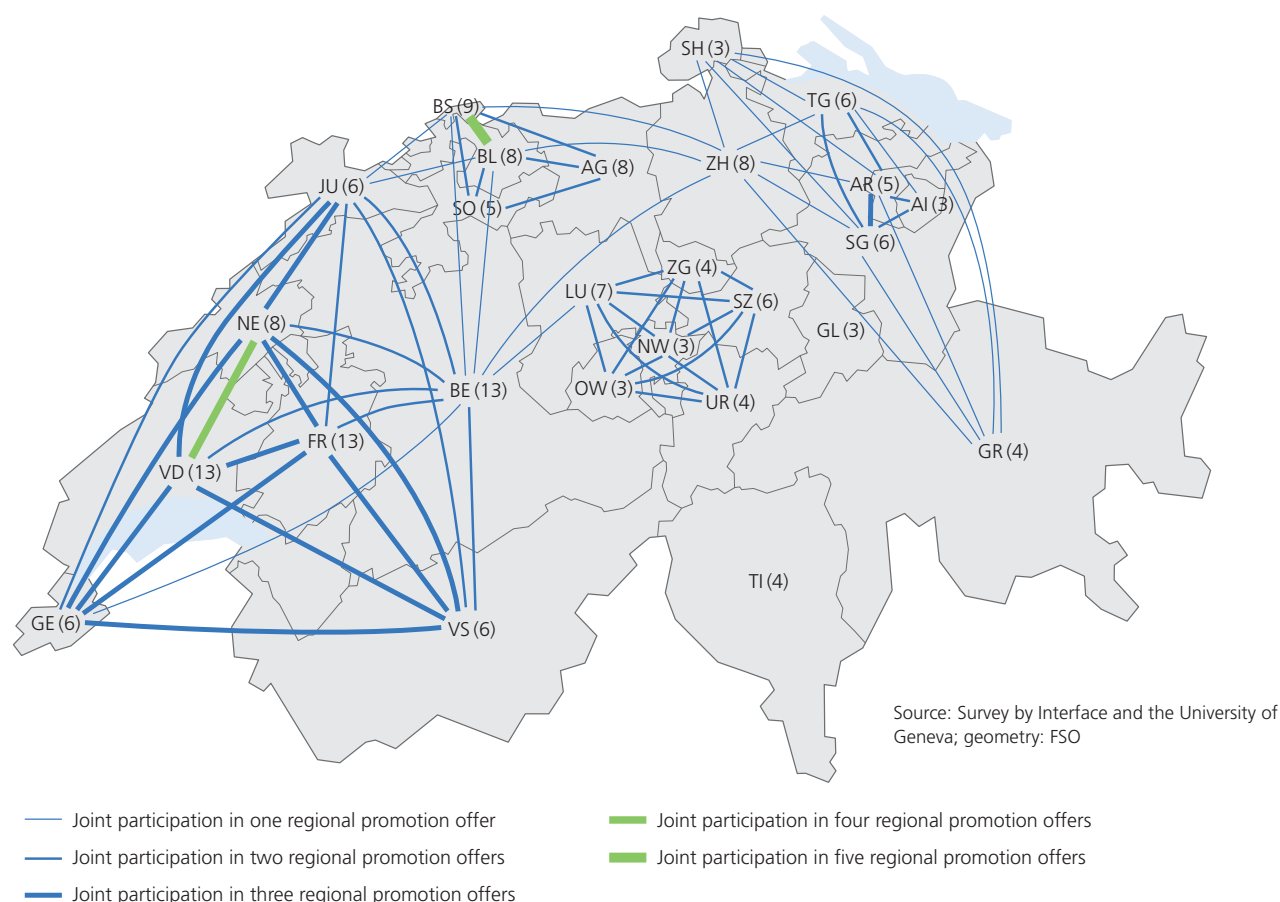 SH (3)
TG (6)
BS (9)
BL (8)
AG (8)
ZH (8)
JU (6)
AR (5)
AI (3)
SO (5)
SG (6)
ZG (4)
LU (7)
SZ (6)
NE (8)
GL (3)
NW (3)
BE (13)
OW (3)
UR (4)
FR (13)
GR (4)
VD (13)
TI (4)
GE (6)
VS (6)
Source: Survey by Interface and the University of
Geneva; geometry: FSO
Joint participation in one regional promotion offer
Joint participation in two regional promotion offers
Joint participation in three regional promotion offers
Joint participation in four regional promotion offers
Joint participation in five regional promotion offers